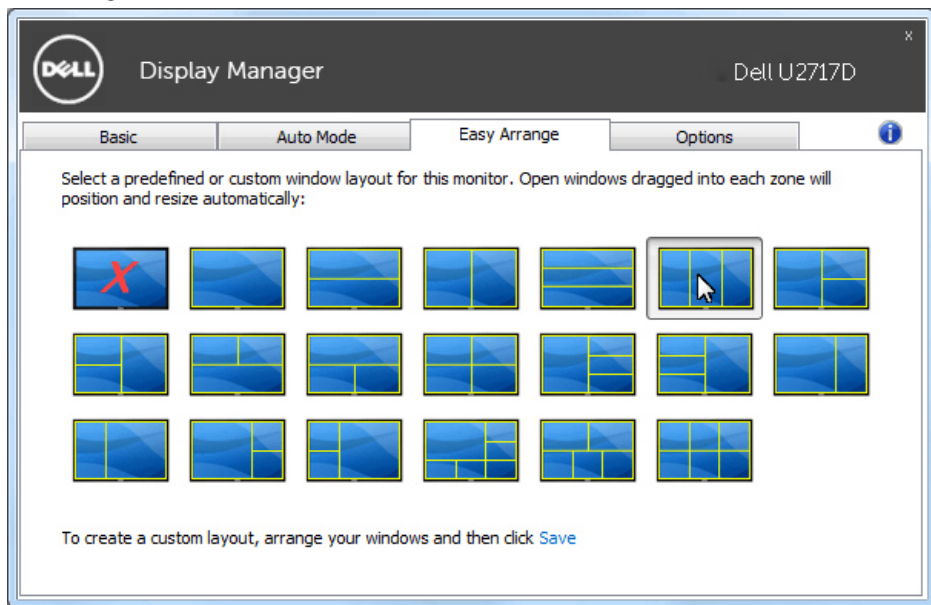 x
DELL
Display Manager
Dell U2717D
Basic
Auto Mode
Easy Arrange
Options
i
Select a predefined or custom window layout for this monitor. Open windows dragged into each zone will
position and resize automatically:
X
To create a custom layout, arrange your windows and then click Save